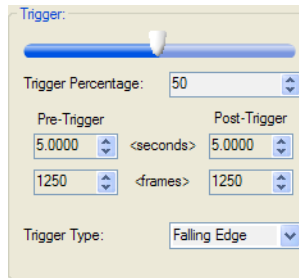 Trigger:
Trigger Percentage: 50
Pre-Trigger Post-Trigger
5.0000 <seconds> 5.0000
1250 <frames> 1250
Trigger Type: Falling Edge